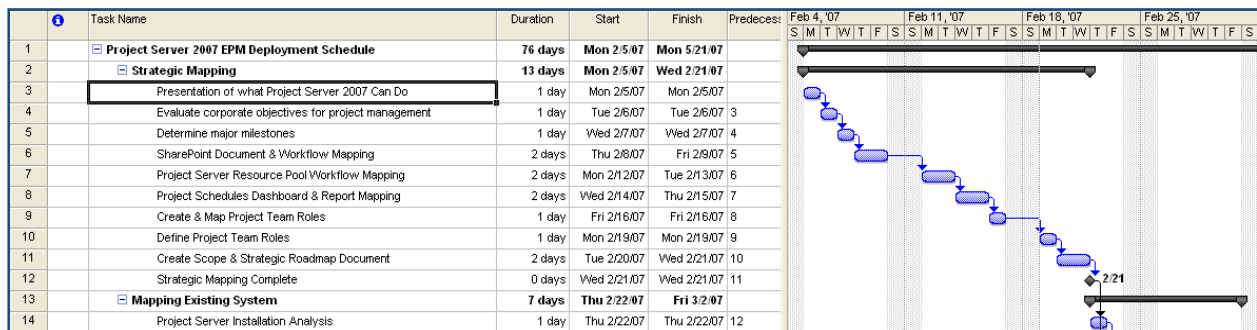 Task Name Duration Start Finish Predecess Feb 4, '07 Feb 11, '07 Feb 18, '07 Feb 25, '07
S M T W T F S S M T W T F S S M T W T F S S M T W T F S
1 Project Server 2007 EPM Deployment Schedule 76 days Mon 2/5/07 Mon 5/21/07
2 Strategic Mapping 13 days Mon 2/5/07 Wed 2/21/07
3 Presentation of what Project Server 2007 Can Do 1 day Mon 2/5/07 Mon 2/5/07
4 Evaluate corporate objectives for project management 1 day Tue 2/6/07 Tue 2/6/07 3
5 Determine major milestones 1 day Wed 2/7/07 Wed 2/7/07 4
6 SharePoint Document & Workflow Mapping 2 days Thu 2/8/07 Fri 2/9/07 5
7 Project Server Resource Pool Workflow Mapping 2 days Mon 2/12/07 Tue 2/13/07 6
8 Project Schedules Dashboard & Report Mapping 2 days Wed 2/14/07 Thu 2/15/07 7
9 Create & Map Project Team Roles 1 day Fri 2/16/07 Fri 2/16/07 8
10 Define Project Team Roles 1 day Mon 2/19/07 Mon 2/19/07 9
11 Create Scope & Strategic Roadmap Document 2 days Tue 2/20/07 Wed 2/21/07 10
12 Strategic Mapping Complete 0 days Wed 2/21/07 Wed 2/21/07 11 2/21
13 Mapping Existing System 7 days Thu 2/22/07 Fri 3/2/07
14 Project Server Installation Analysis 1 day Thu 2/22/07 Thu 2/22/07 12